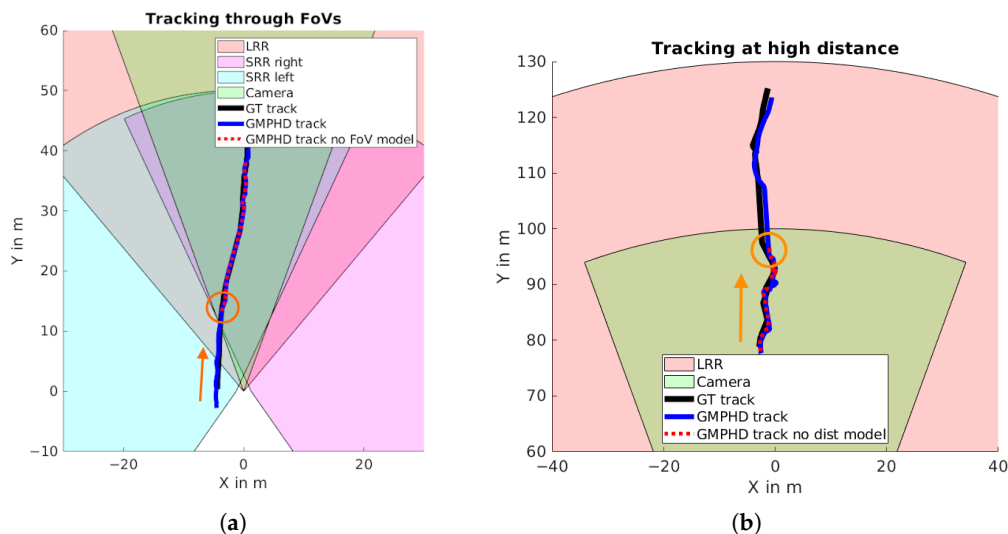 Tracking through FoVs
60
50
40
30
20
10
0
−10
−20
0
20
Y in m
X in m
LRR
SRR right
SRR left
Camera
GT track
GMPHD track
GMPHD track no FoV model
(a)
Tracking at high distance
130
120
110
100
90
80
70
60
−40
−20
0
20
40
Y in m
X in m
LRR
Camera
GT track
GMPHD track
GMPHD track no dist model
(b)